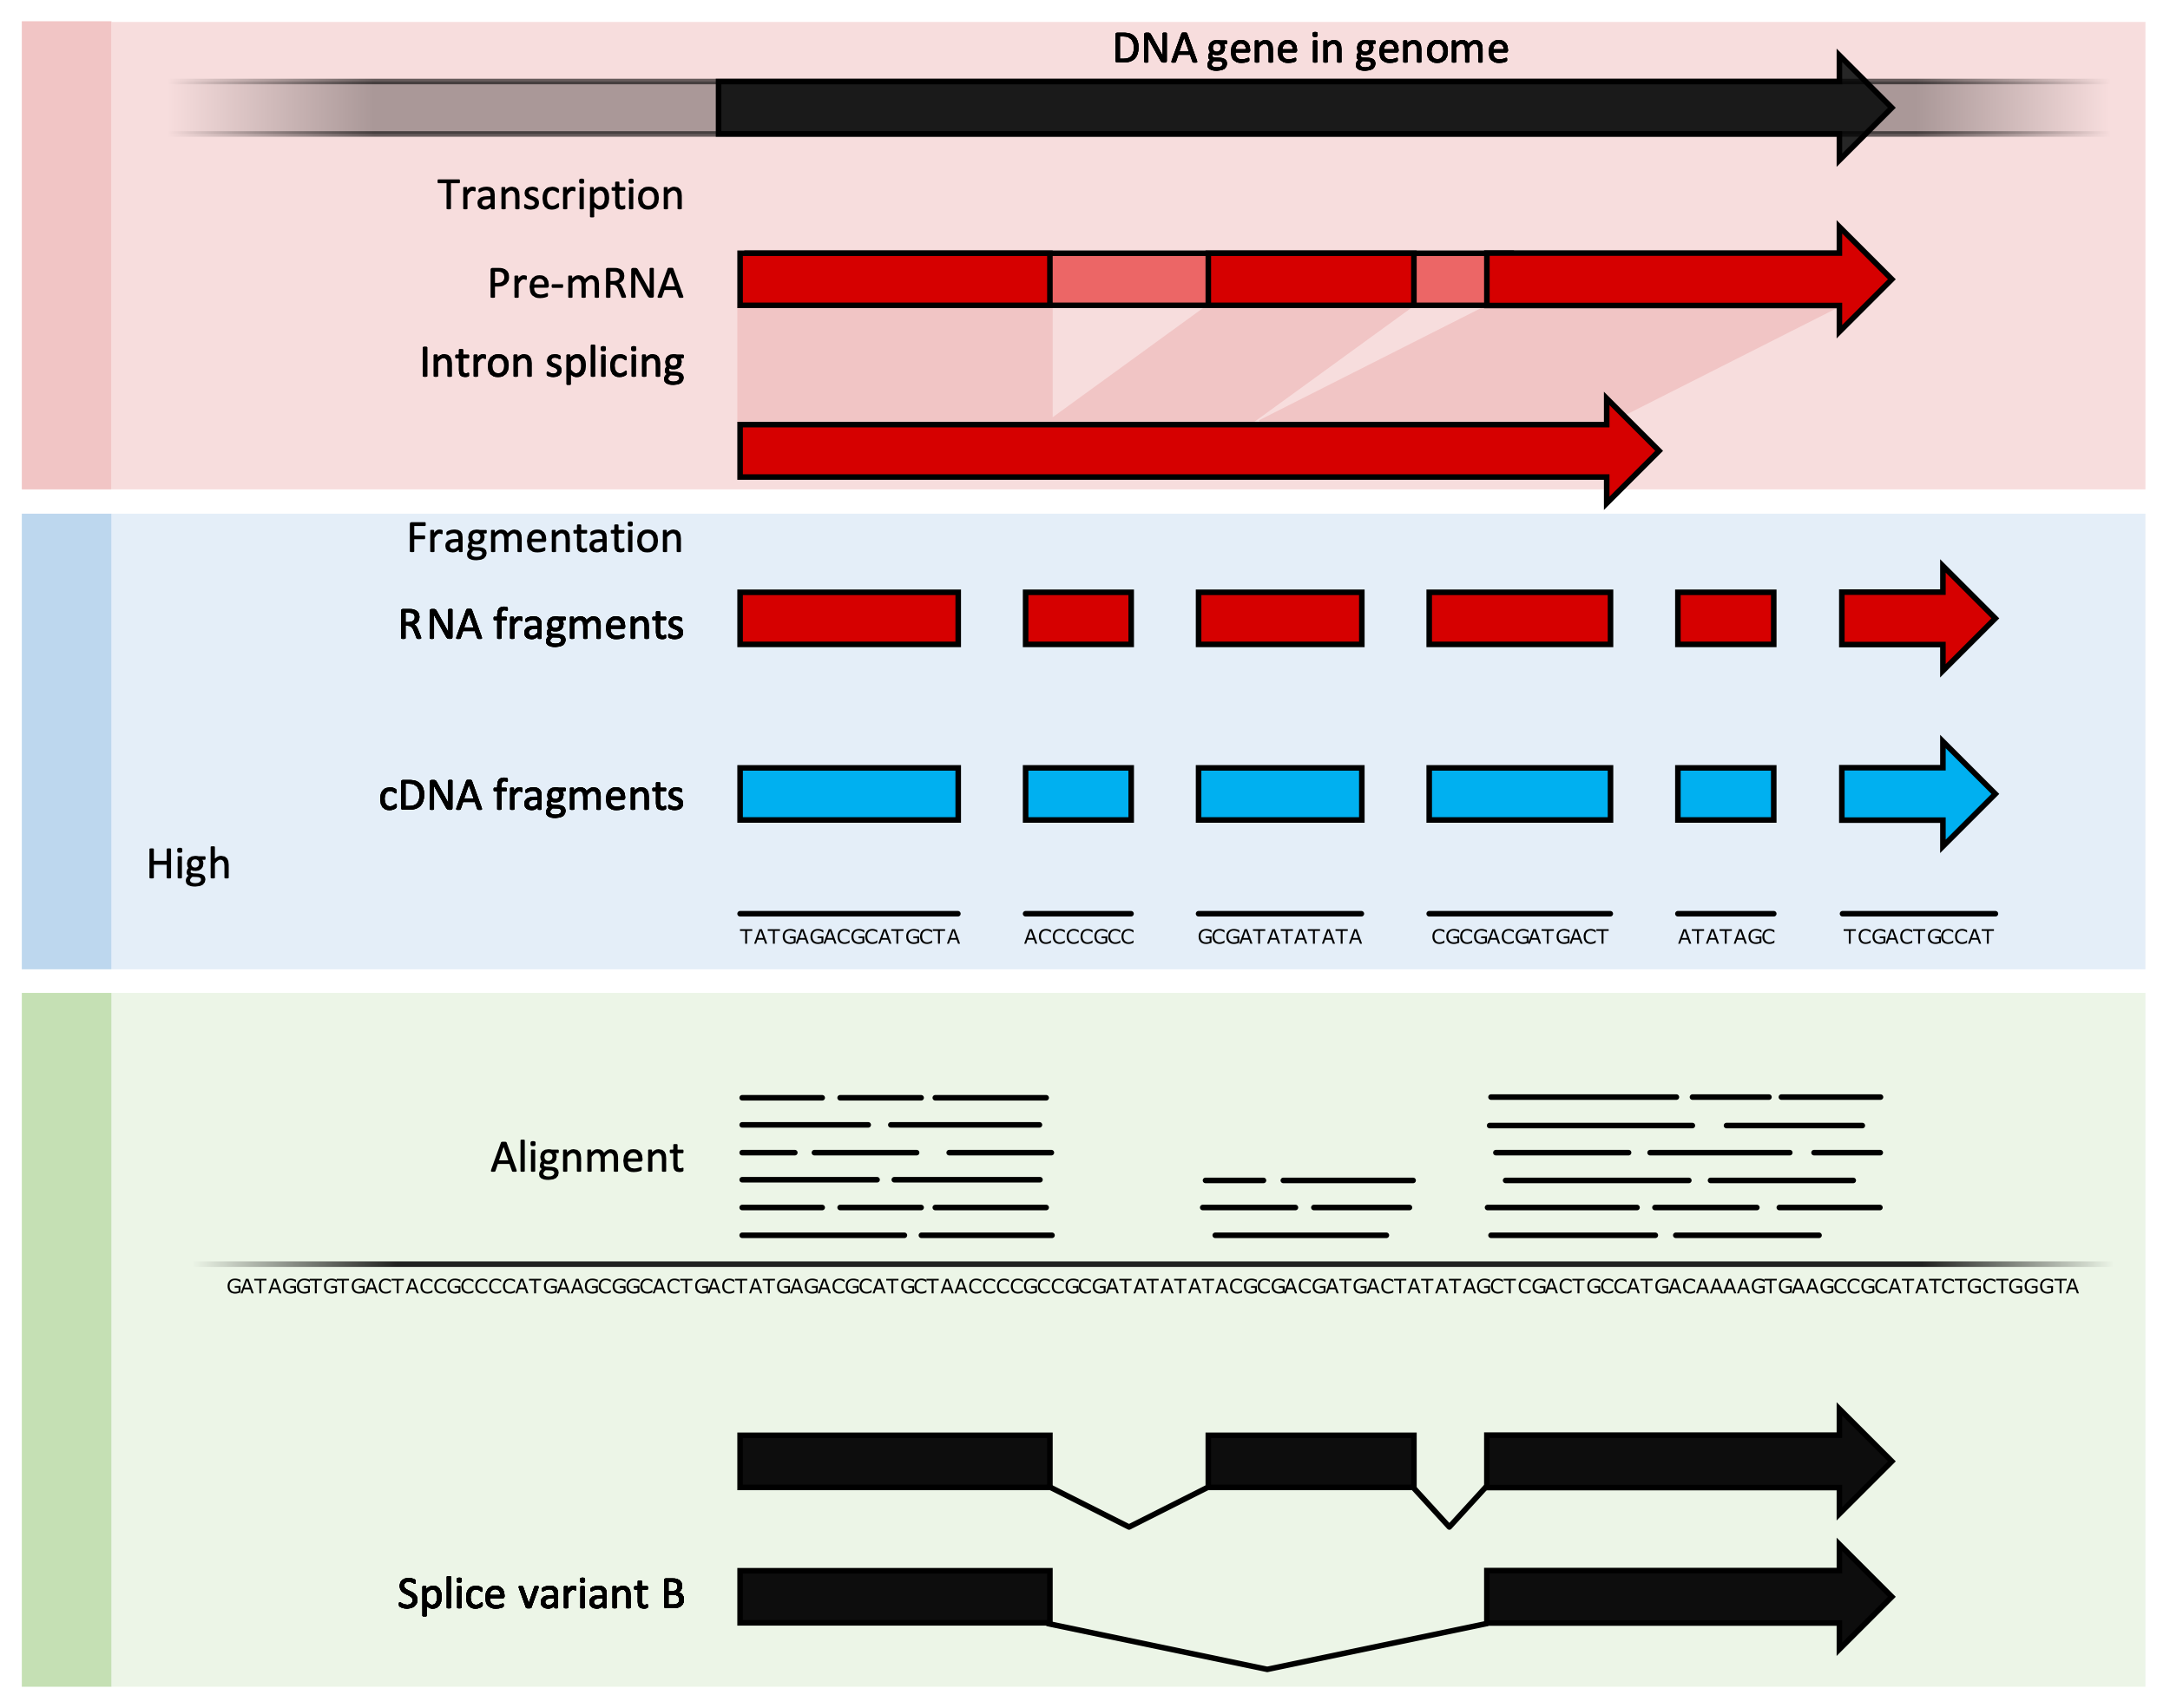 DNA gene in genome
Transcription
Pre-mRNA
Intron splicing
Fragmentation
RNA fragments
cDNA fragments
High
TATGAGACGCATGCTA ACCCCGCC GCGATATATATA CGCGACGATGACT ATATAGC TCGACTGCCAT
Alignment
GATAGGTGTGACTACCGCCCCATGAAGCGGCACTGACTATGAGACGCATGCTAACCCCGCCGCGATATATATACGCGACGATGACTATATAGCTCGACTGCCATGACAAAAGTGAAGCCGCATATCTGCTGGGTA
Splice variant B